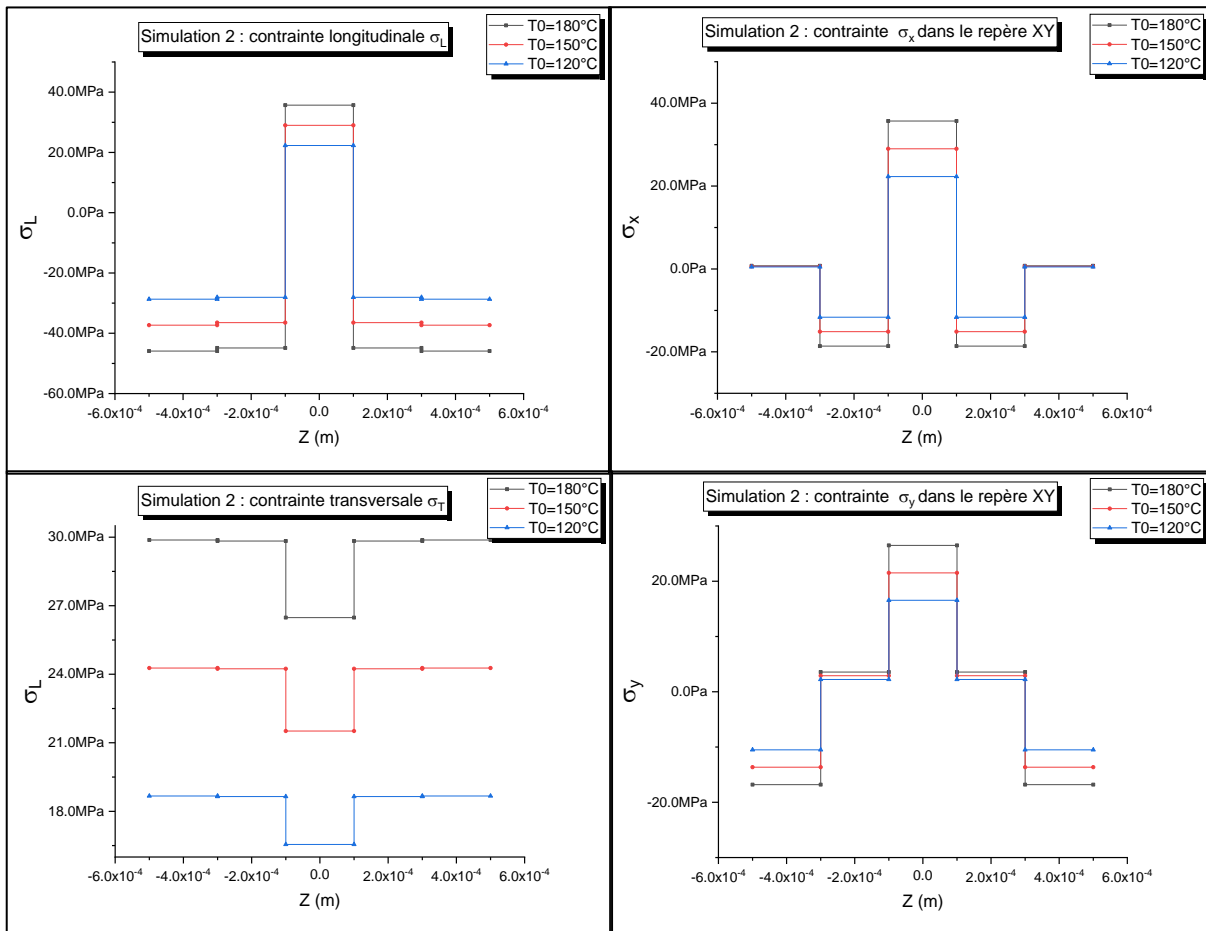 Simulation 2 : contrainte longitudinale σL
T0=180°C
T0=150°C
T0=120°C
40.0MPa
20.0MPa
0.0Pa
-20.0MPa
-40.0MPa
-60.0MPa
σL
-6.0x10-4 -4.0x10-4 -2.0x10-4 0.0 2.0x10-4 4.0x10-4 6.0x10-4
Z (m)
Simulation 2 : contrainte σx dans le repère XY
T0=180°C
T0=150°C
T0=120°C
40.0MPa
20.0MPa
0.0Pa
-20.0MPa
σx
-6.0x10-4 -4.0x10-4 -2.0x10-4 0.0 2.0x10-4 4.0x10-4 6.0x10-4
Z (m)
Simulation 2 : contrainte transversale σT
T0=180°C
T0=150°C
T0=120°C
30.0MPa
27.0MPa
24.0MPa
21.0MPa
18.0MPa
σL
-6.0x10-4 -4.0x10-4 -2.0x10-4 0.0 2.0x10-4 4.0x10-4 6.0x10-4
Z (m)
Simulation 2 : contrainte σy dans le repère XY
T0=180°C
T0=150°C
T0=120°C
20.0MPa
0.0Pa
-20.0MPa
σy
-6.0x10-4 -4.0x10-4 -2.0x10-4 0.0 2.0x10-4 4.0x10-4 6.0x10-4
Z (m)